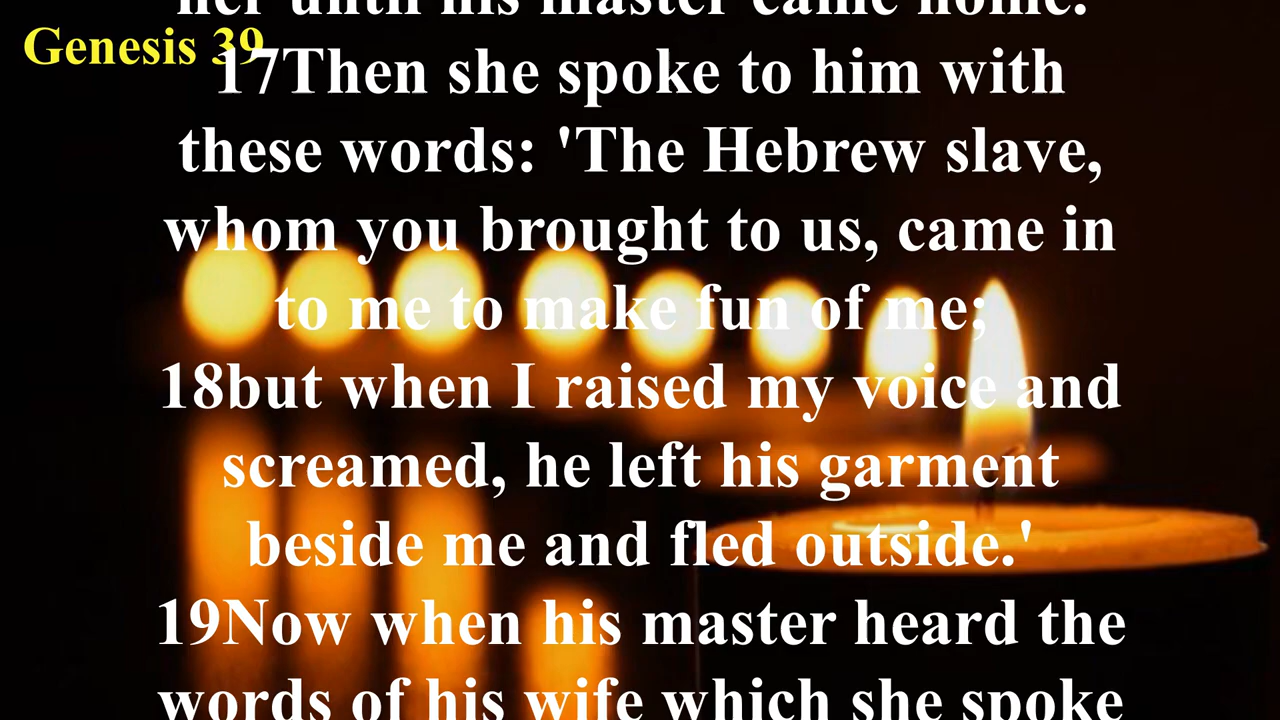 her until his master came home.
Genesis 39
17Then she spoke to him with
these words: 'The Hebrew slave,
whom you brought to us, came in
to me to make fun of me;
18but when I raised my voice and
screamed, he left his garment
beside me and fled outside.'
19Now when his master heard the
words of his wife which she spoke